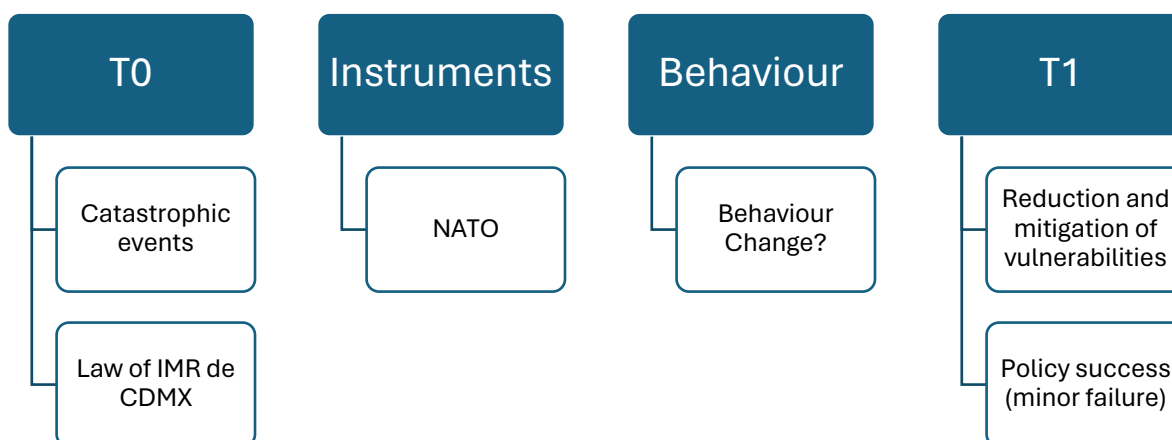 T0
Catastrophic
events
Law of IMR de
CDMX
Instruments
NATO
Behaviour
Behaviour
Change?
T1
Reduction and
mitigation of
vulnerabilities
Policy success
(minor failure)